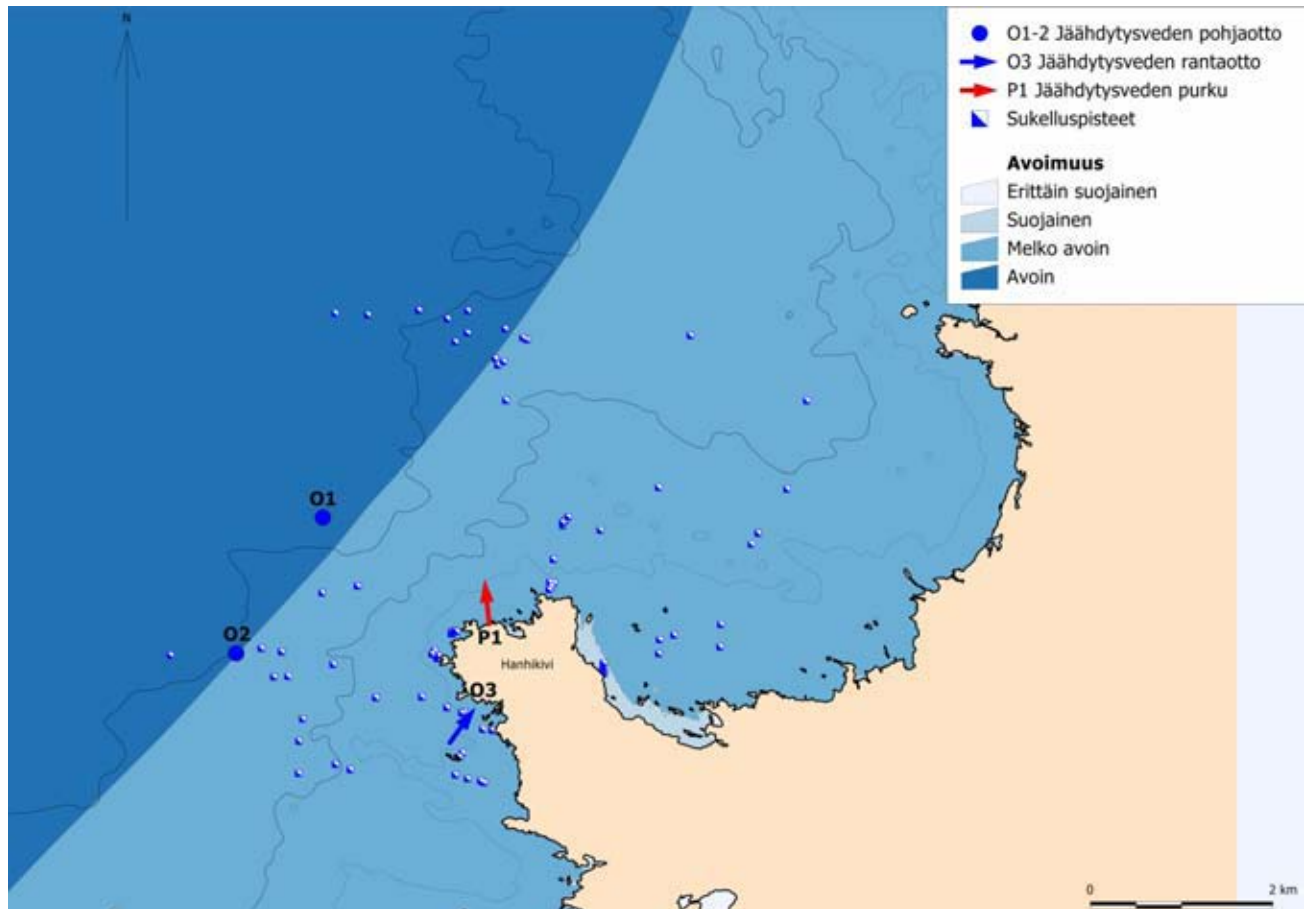 N
O1-2 Jäähdytysveden pohjaotto
O3 Jäähdytysveden rantaotto
P1 Jäähdytysveden purku
Sukelluspisteet
Avoimuus
Erittäin suojainen
Suojainen
Melko avoin
Avoin
O1
O2
P1
Hanhikivi
O3
0 2 km